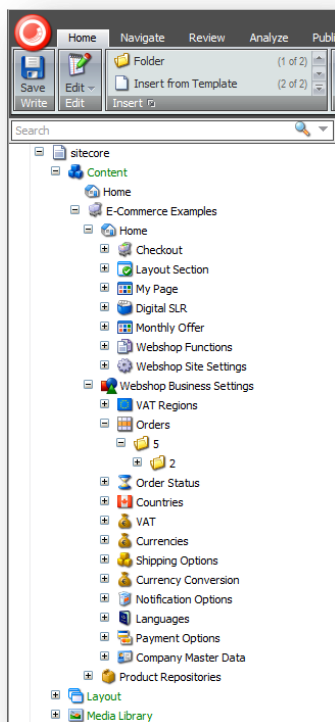 Home Navigate Review Analyze Publi
Folder (1 of 2)
Save Edit Insert from Template (2 of 2)
Write Edit Insert
Search
sitecore
Content
Home
E-Commerce Examples
Home
Checkout
Layout Section
My Page
Digital SLR
Monthly Offer
Webshop Functions
Webshop Site Settings
Webshop Business Settings
VAT Regions
Orders
5
2
Order Status
Countries
VAT
Currencies
Shipping Options
Currency Conversion
Notification Options
Languages
Payment Options
Company Master Data
Product Repositories
Layout
Media Library